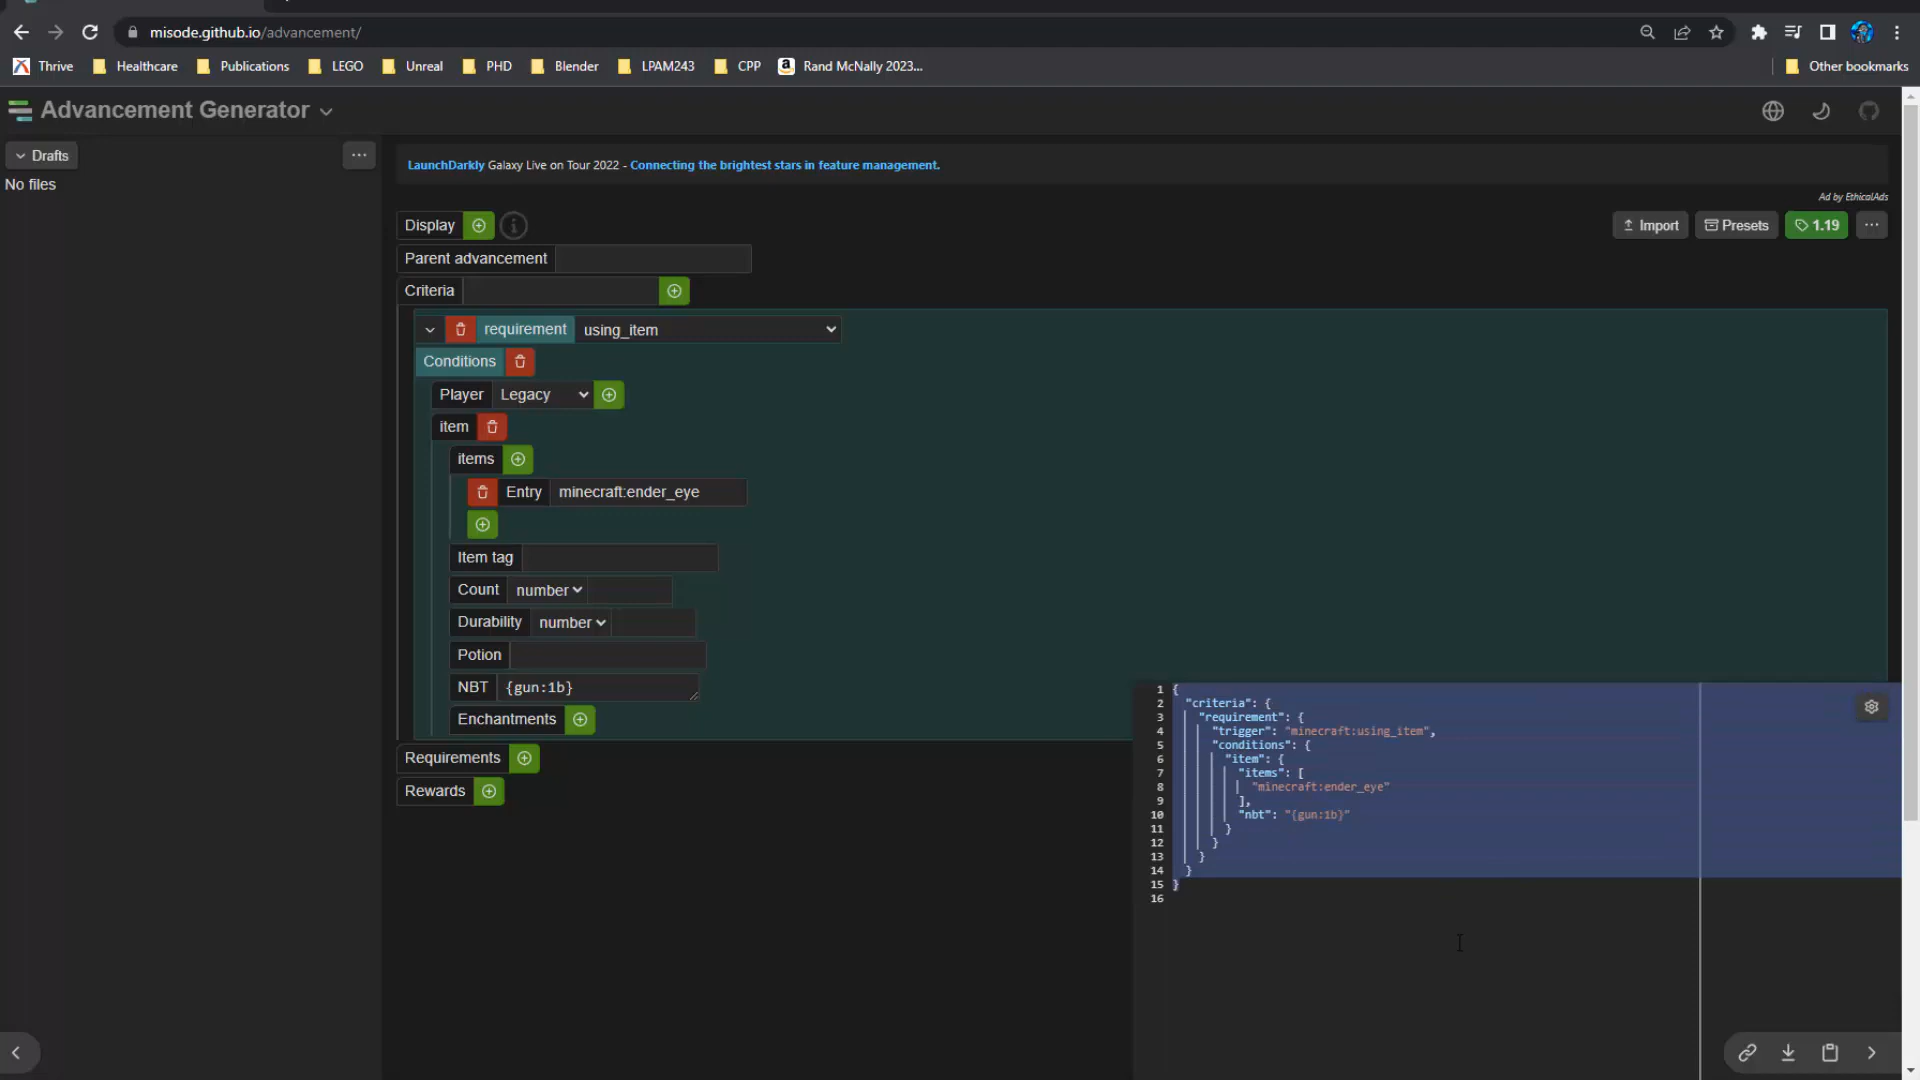 misode.github.io/advancement/
Thrive Healthcare Publications LEGO Unreal PHD Blender LPAM243 CPP Rand McNally 2023... Other bookmarks
Advancement Generator
Drafts
No files
LaunchDarkly Galaxy Live on Tour 2022 - Connecting the brightest stars in feature management.
Ad by EthicalAds
Display
Import Presets 1.19
Parent advancement
Criteria
requirement using_item
Conditions
Player Legacy
item
items
Entry minecraft:ender_eye
Item tag
Count number
Durability number
Potion
NBT {gun:1b}
Enchantments
Requirements
Rewards
1 {
2 "criteria": {
3 "requirement": {
4 "trigger": "minecraft:using_item",
5 "conditions": {
6 "item": {
7 "items": [
8 "minecraft:ender_eye"
9 ],
10 "nbt": "{gun:1b}"
11 }
12 }
13 }
14 }
15 }
16